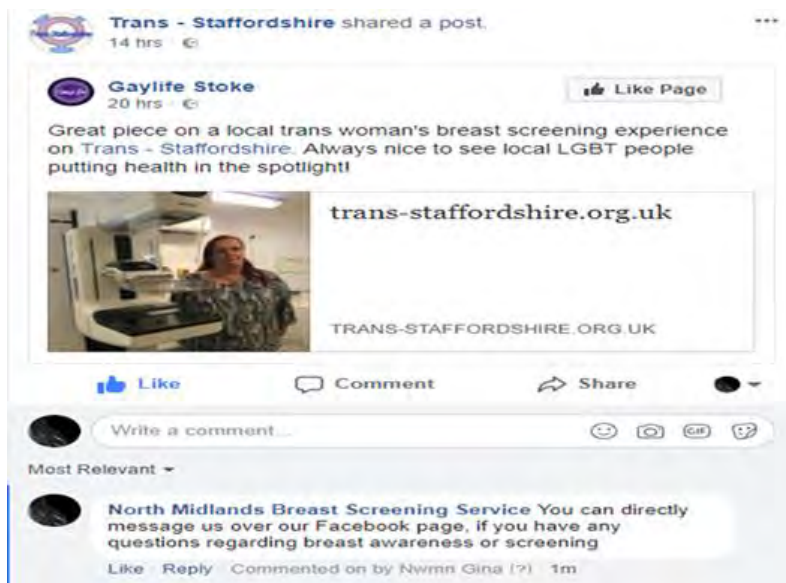 Trans - Staffordshire shared a post.
14 hrs
Gaylife Stoke
20 hrs
Like Page
Great piece on a local trans woman's breast screening experience
on Trans - Staffordshire. Always nice to see local LGBT people
putting health in the spotlight!
trans-staffordshire.org.uk
TRANS-STAFFORDSHIRE.ORG.UK
Like Comment Share
Write a comment...
GIF
Most Relevant
North Midlands Breast Screening Service You can directly
message us over our Facebook page, if you have any
questions regarding breast awareness or screening
Like Reply Commented on by Nwmn Gina [?] 1m